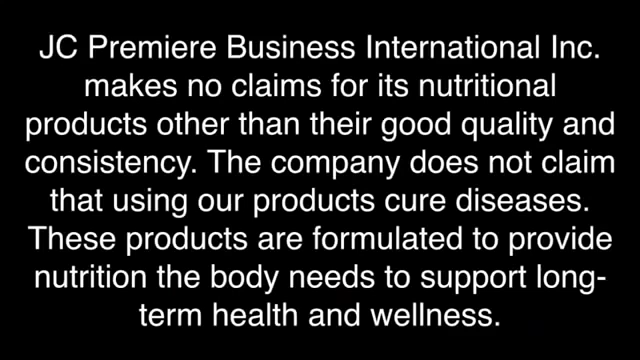 JC Premiere Business International Inc.
makes no claims for its nutritional
products other than their good quality and
consistency. The company does not claim
that using our products cure diseases.
These products are formulated to provide
nutrition the body needs to support long-
term health and wellness.